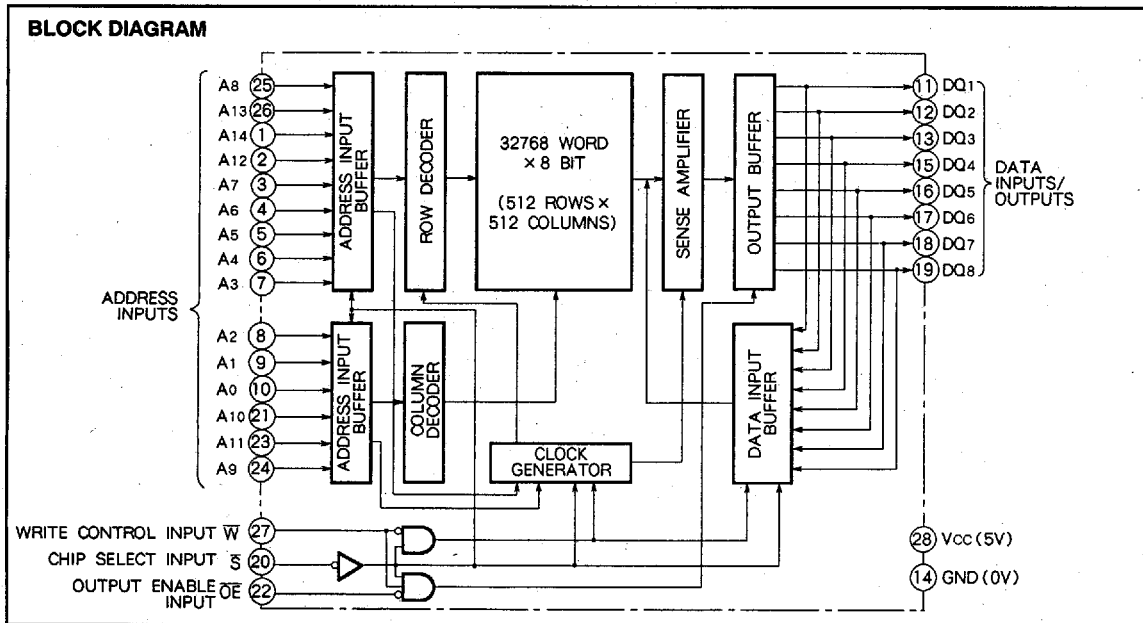 BLOCK DIAGRAM
ADDRESS
INPUTS
A8 25
A13 26
A14 1
A12 2
A7 3
A6 4
A5 5
A4 6
A3 7
A2 8
A1 9
A0 10
A10 21
A11 23
A9 24
WRITE CONTROL INPUT W̅ 27
CHIP SELECT INPUT S̅ 20
OUTPUT ENABLE
INPUT O̅E̅ 22
ADDRESS INPUT
BUFFER
ROW DECODER
32768 WORD
× 8 BIT
(512 ROWS ×
512 COLUMNS)
SENSE AMPLIFIER
OUTPUT BUFFER
ADDRESS INPUT
BUFFER
COLUMN
DECODER
CLOCK
GENERATOR
DATA INPUT
BUFFER
11 DQ1
12 DQ2
13 DQ3
15 DQ4
16 DQ5
17 DQ6
18 DQ7
19 DQ8
DATA
INPUTS/
OUTPUTS
28 VCC (5V)
14 GND (0V)